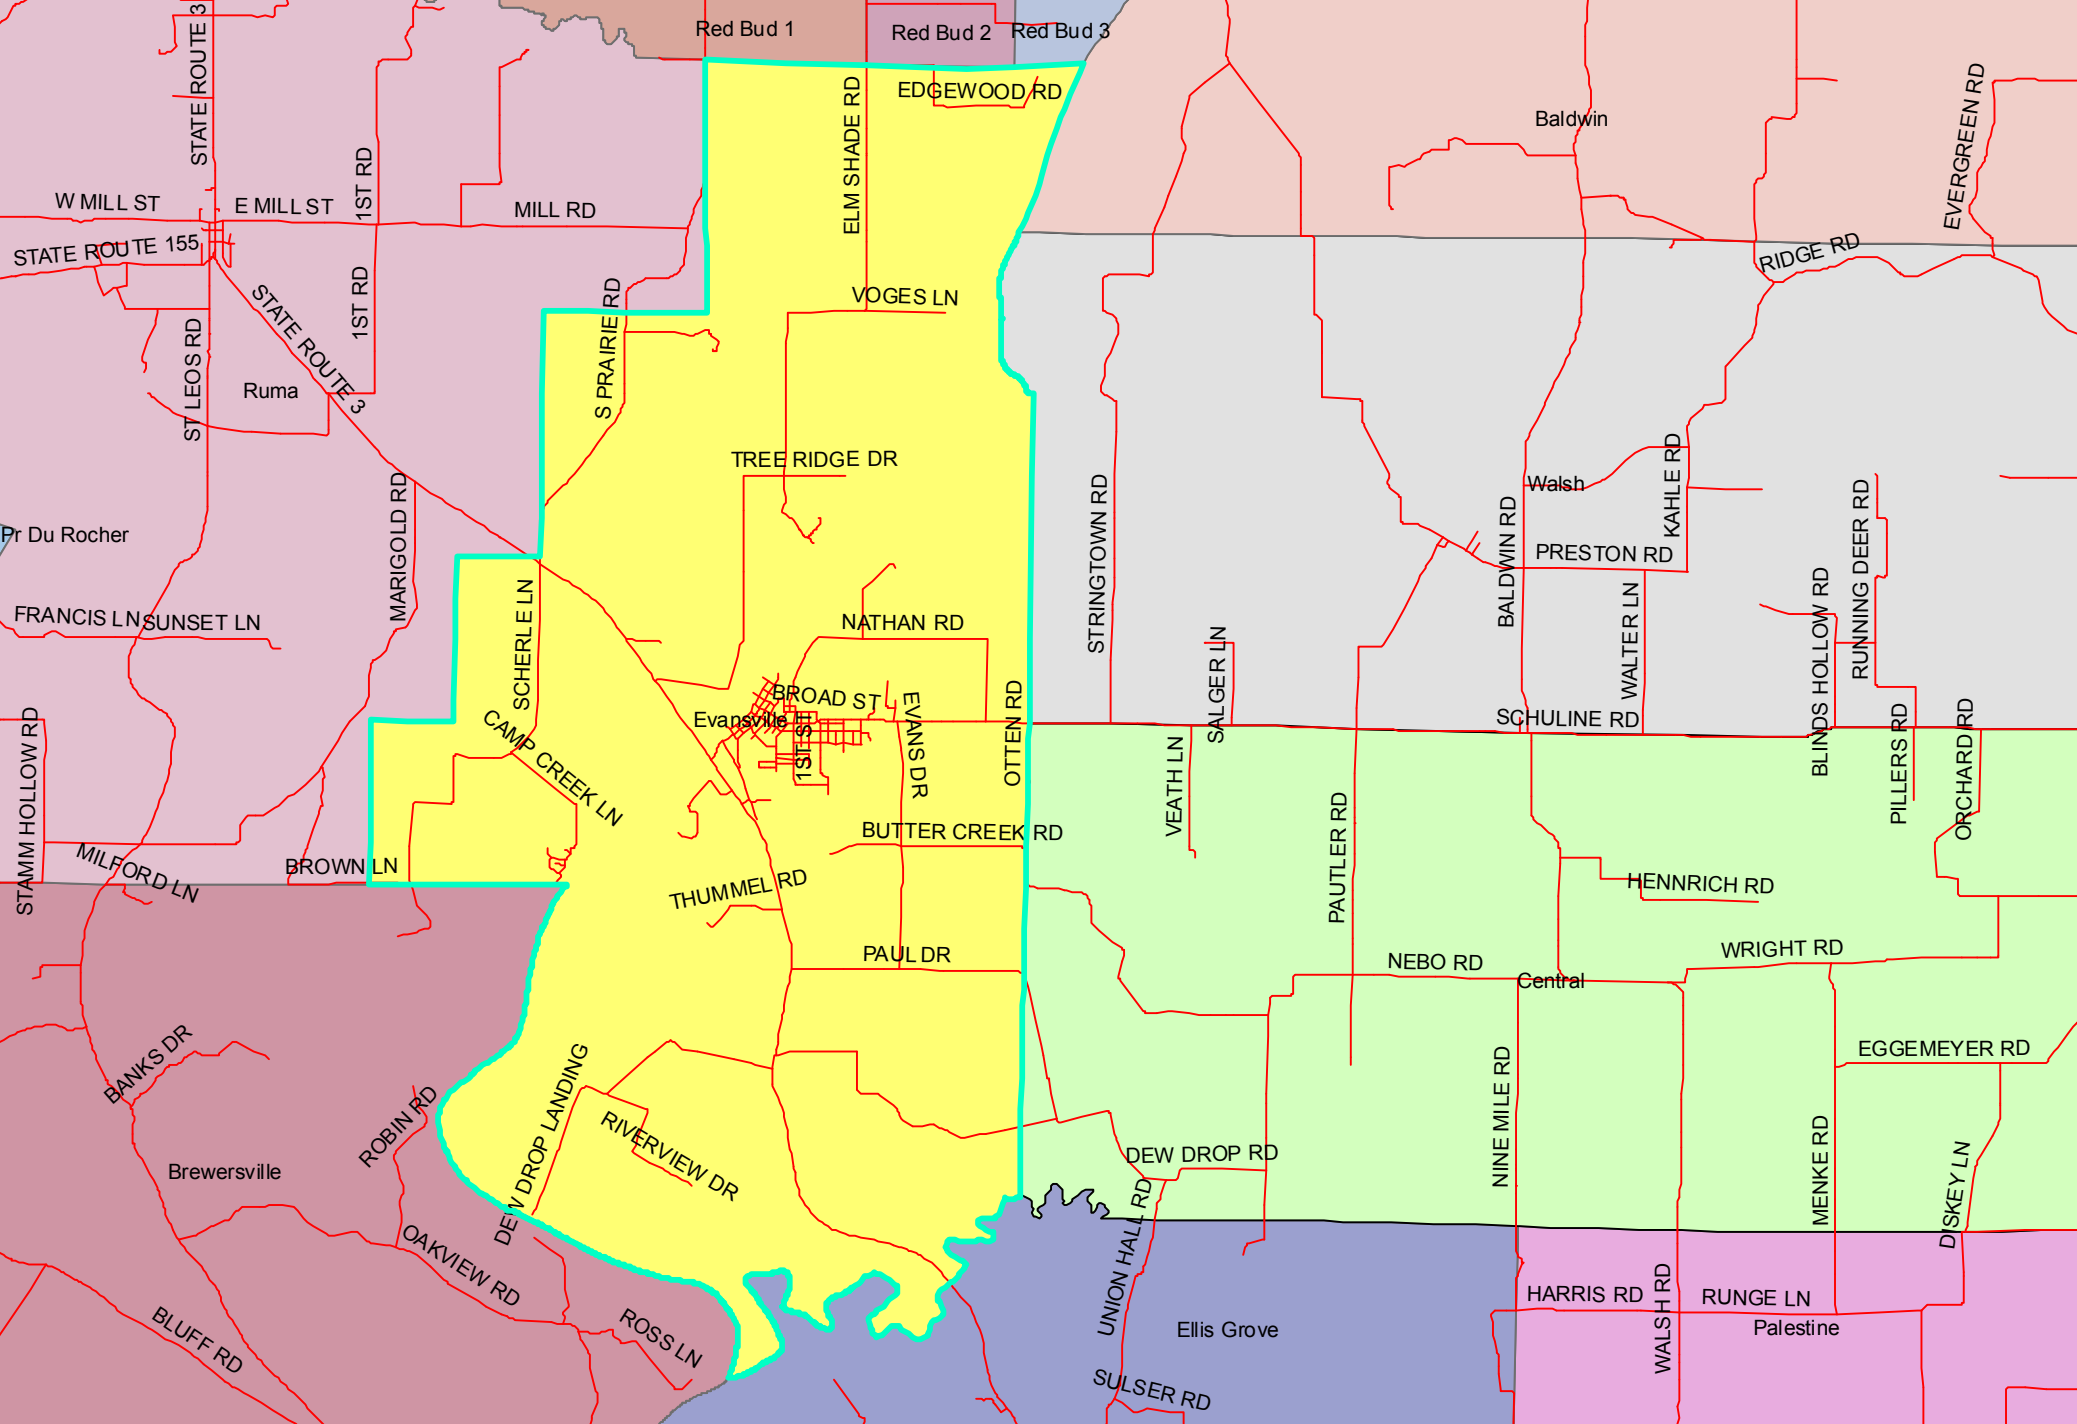 Red Bud 1
Red Bud 2
Red Bud 3
STATE ROUTE 3
EDGEWOOD RD
ELM SHADE RD
Baldwin
EVERGREEN RD
1ST RD
W MILL ST
E MILL ST
MILL RD
STATE ROUTE 155
RIDGE RD
1ST RD
STATE ROUTE 3
S PRAIRIE RD
VOGES LN
ST LEOS RD
Ruma
TREE RIDGE DR
Walsh
KAHLE RD
MARIGOLD RD
STRINGTOWN RD
BALDWIN RD
RUNNING DEER RD
Pr Du Rocher
PRESTON RD
SCHERLE LN
FRANCIS LN
SUNSET LN
NATHAN RD
WALTER LN
SALGER LN
BLINDS HOLLOW RD
BROAD ST
EVANS DR
OTTEN RD
Evansville
1ST ST
SCHULINE RD
CAMP CREEK LN
STAMM HOLLOW RD
VEATH LN
PILLERS RD
ORCHARD RD
BUTTER CREEK RD
PAUTLER RD
MILFORD LN
BROWN LN
THUMMEL RD
HENNRICH RD
PAUL DR
NEBO RD
WRIGHT RD
Central
BANKS DR
EGGEMEYER RD
ROBIN RD
DEW DROP LANDING
RIVERVIEW DR
NINE MILE RD
MENKE RD
DISKEY LN
DEW DROP RD
Brewersville
UNION HALL RD
OAKVIEW RD
HARRIS RD
WALSH RD
RUNGE LN
Palestine
BLUFF RD
ROSS LN
Ellis Grove
SULSER RD